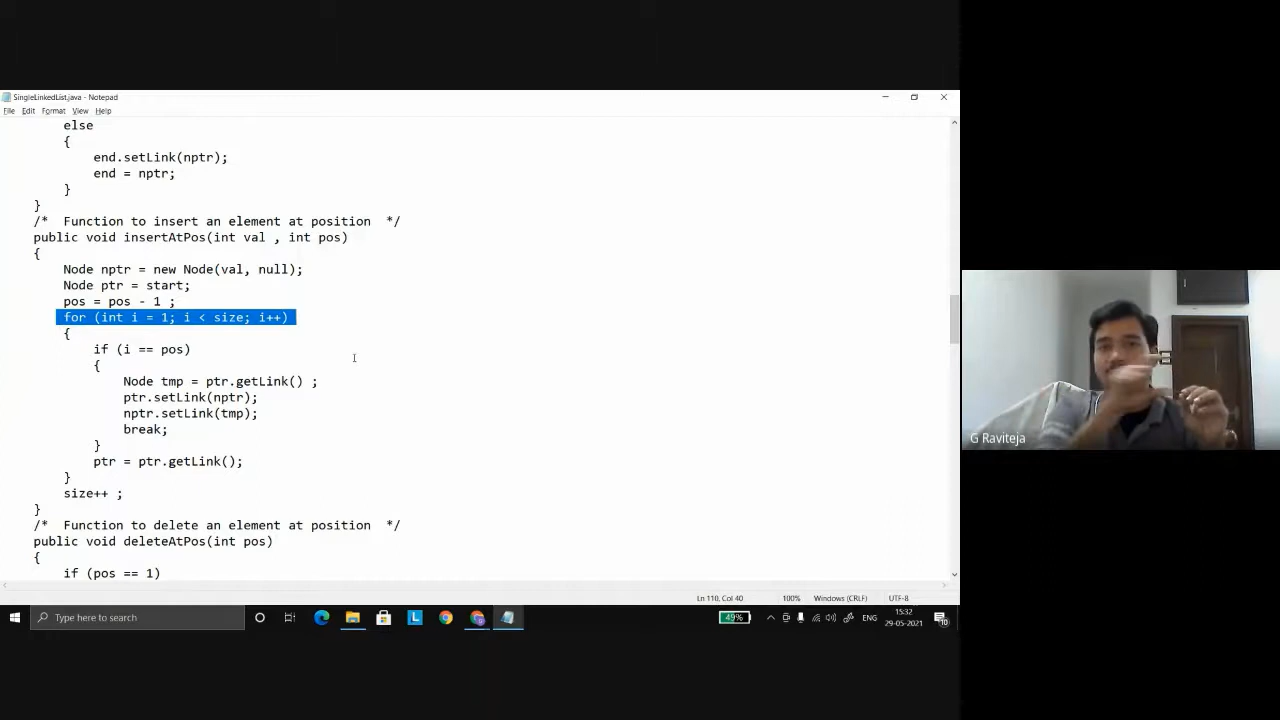 SingleLinkedList.java - Notepad
File Edit Format View Help
else
{
end.setLink(nptr);
end = nptr;
}
}
/*  Function to insert an element at position  */
public void insertAtPos(int val , int pos)
{
Node nptr = new Node(val, null);
Node ptr = start;
pos = pos - 1 ;
for (int i = 1; i < size; i++)
{
if (i == pos)
{
Node tmp = ptr.getLink() ;
ptr.setLink(nptr);
nptr.setLink(tmp);
break;
}
ptr = ptr.getLink();
}
size++ ;
}
/*  Function to delete an element at position  */
public void deleteAtPos(int pos)
{
if (pos == 1)
Ln 110, Col 40 100% Windows (CRLF) UTF-8
Type here to search L 49% ENG 15:32 29-05-2021 10
G Raviteja